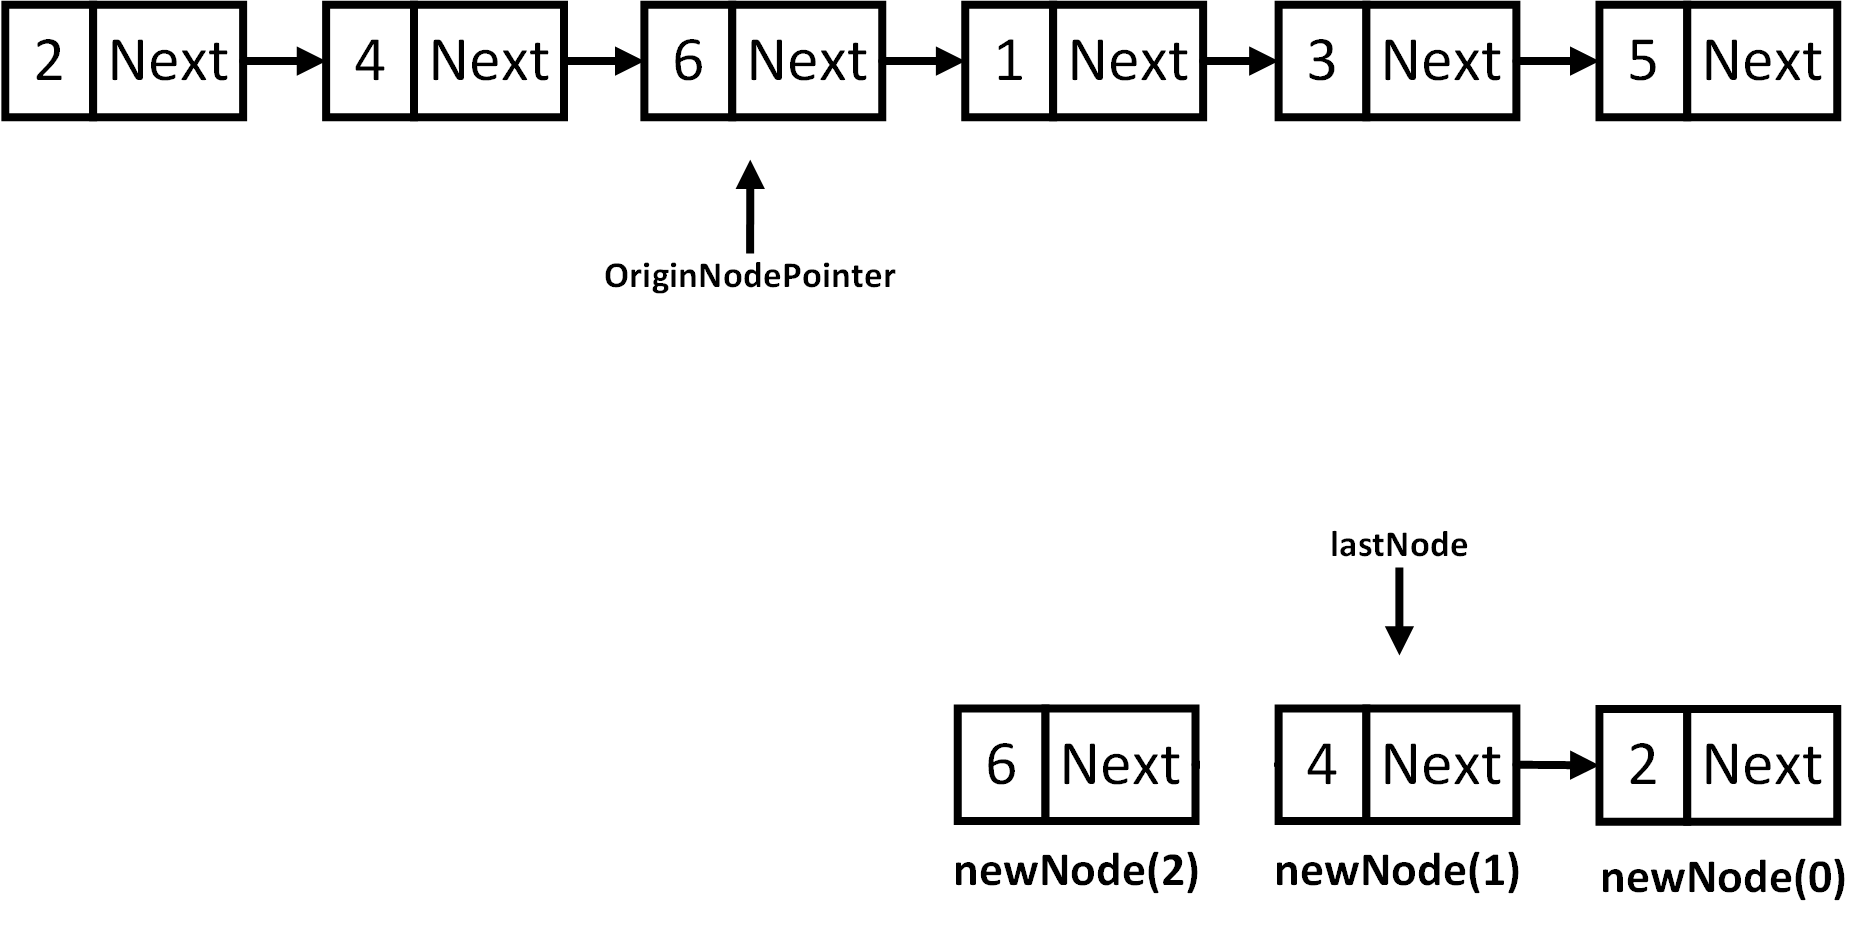 2 Next 4 Next 6 Next 1 Next 3 Next 5 Next
OriginNodePointer
lastNode
6 Next 4 Next 2 Next
newNode(2) newNode(1) newNode(0)